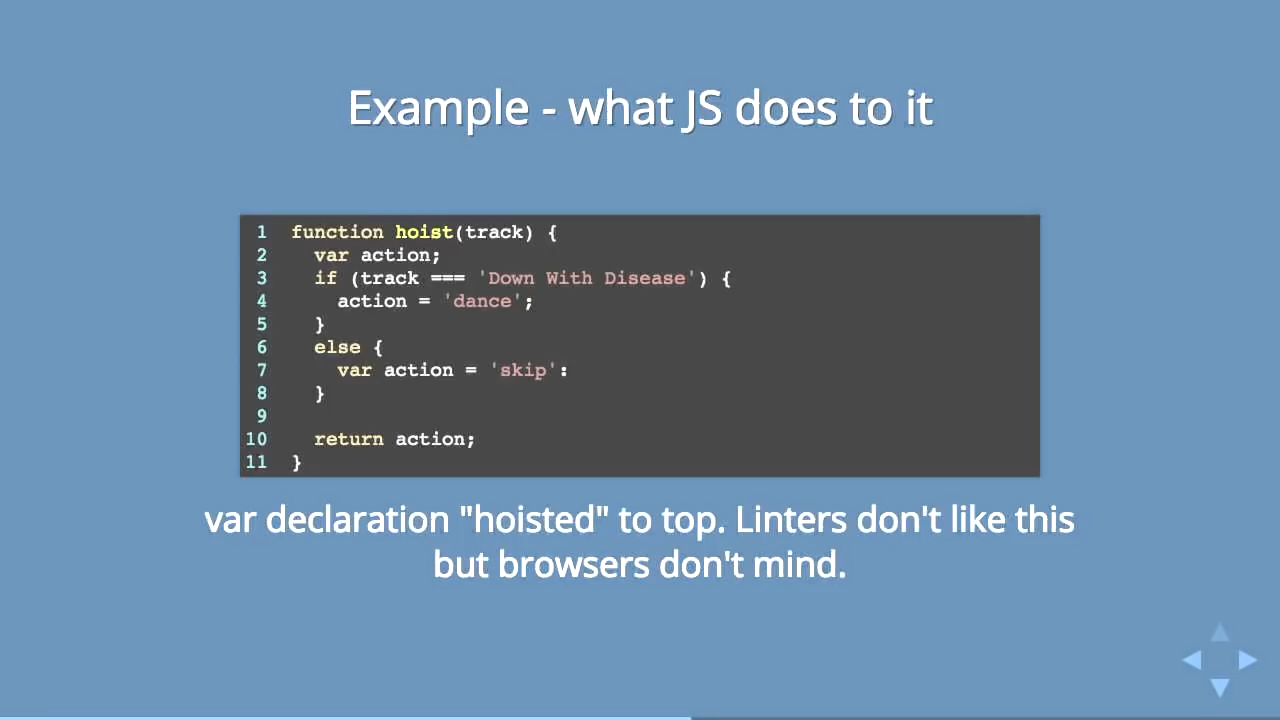 Example - what JS does to it
1 function hoist(track) {
2   var action;
3   if (track === 'Down With Disease') {
4     action = 'dance';
5   }
6   else {
7     var action = 'skip':
8   }
9
10   return action;
11 }
var declaration "hoisted" to top. Linters don't like this
but browsers don't mind.